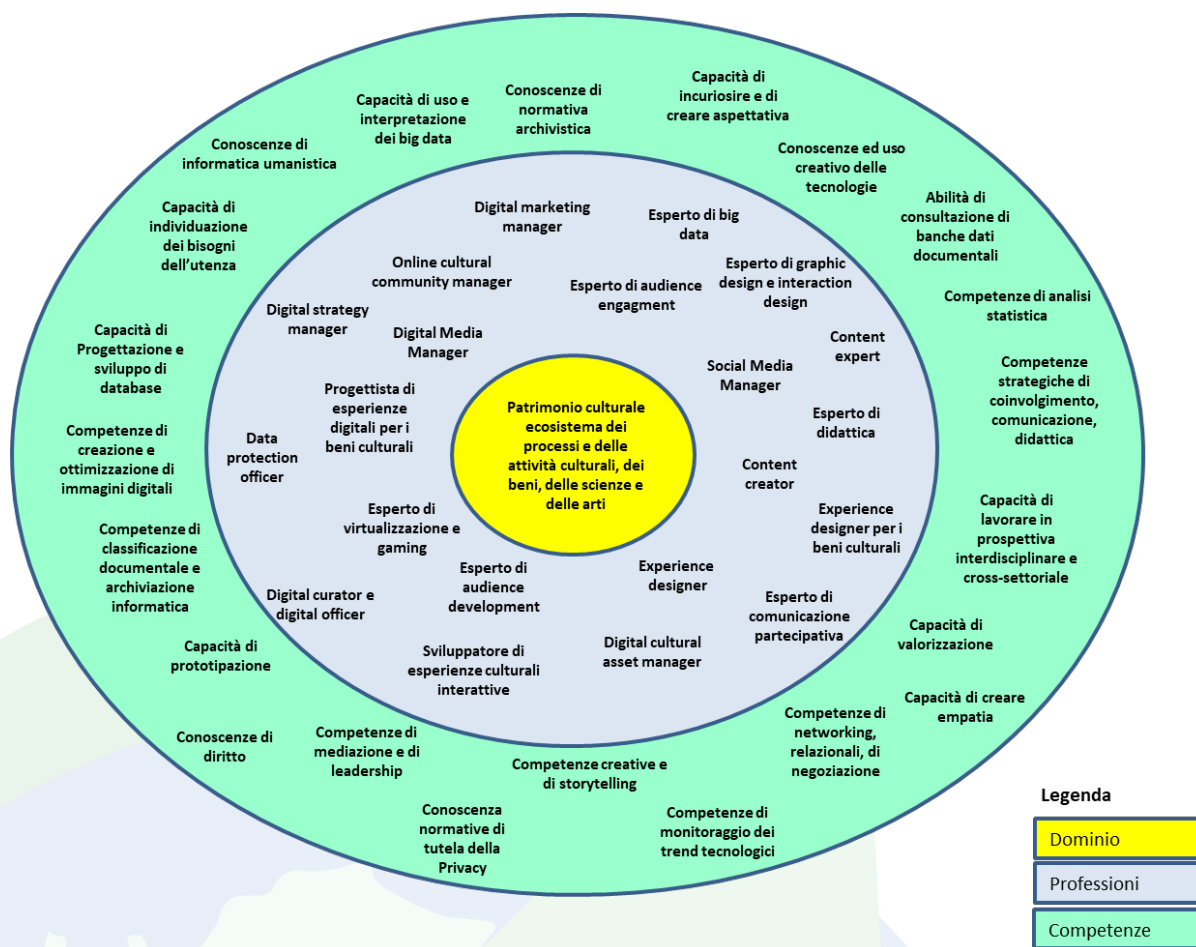 Capacità di
incuriosire e di
creare aspettativa
Conoscenze di
normativa
archivistica
Capacità di uso e
interpretazione
dei big data
Conoscenze di
informatica umanistica
Conoscenze ed uso
creativo delle
tecnologie
Capacità di
individuazione
dei bisogni
dell’utenza
Abilità di
consultazione di
banche dati
documentali
Competenze di analisi
statistica
Capacità di
Progettazione e
sviluppo di
database
Competenze
strategiche di
coinvolgimento,
comunicazione,
didattica
Competenze di
creazione e
ottimizzazione di
immagini digitali
Capacità di
lavorare in
prospettiva
interdisciplinare e
cross-settoriale
Competenze di
classificazione
documentale e
archiviazione
informatica
Capacità di
valorizzazione
Capacità di
prototipazione
Capacità di creare
empatia
Conoscenze di
diritto
Competenze di
mediazione e di
leadership
Competenze creative e
di storytelling
Competenze di
networking,
relazionali, di
negoziazione
Conoscenza
normative di
tutela della
Privacy
Competenze di
monitoraggio dei
trend tecnologici
Digital marketing
manager
Esperto di big
data
Online cultural
community manager
Esperto di audience
engagment
Esperto di graphic
design e interaction
design
Digital strategy
manager
Digital Media
Manager
Content
expert
Social Media
Manager
Progettista di
esperienze
digitali per i
beni culturali
Esperto di
didattica
Data
protection
officer
Content
creator
Esperto di
virtualizzazione e
gaming
Experience
designer per i
beni culturali
Esperto di
audience
development
Experience
designer
Digital curator e
digital officer
Esperto di
comunicazione
partecipativa
Sviluppatore di
esperienze culturali
interattive
Digital cultural
asset manager
Patrimonio culturale
ecosistema dei
processi e delle
attività culturali, dei
beni, delle scienze e
delle arti
Legenda
Dominio
Professioni
Competenze